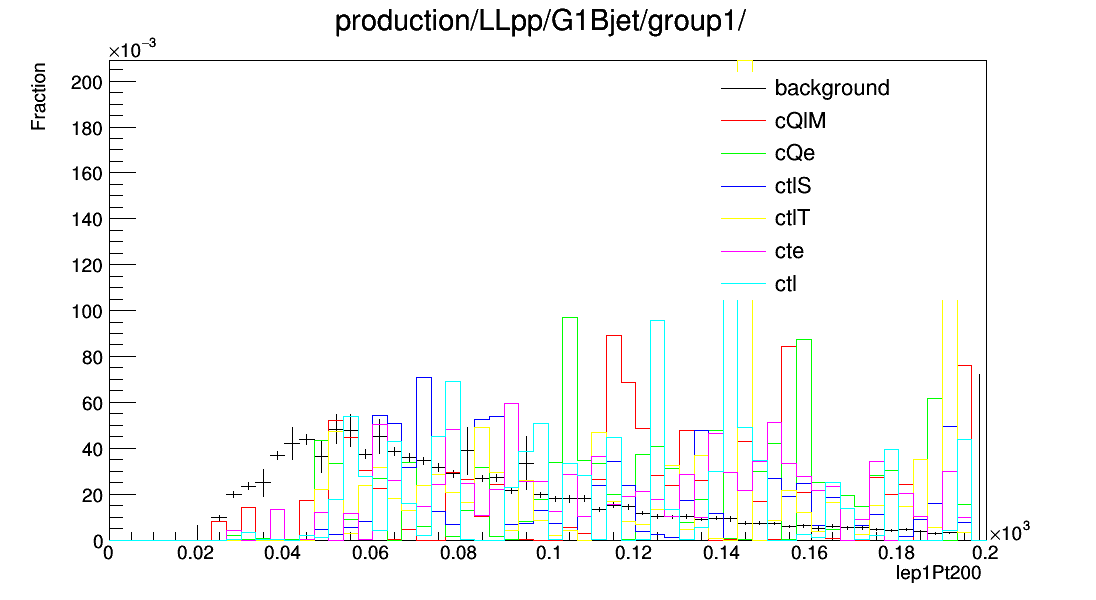 production/LLpp/G1Bjet/group1/
×10⁻³
Fraction
200
180
160
140
120
100
80
60
40
20
0
background
cQlM
cQe
ctlS
ctlT
cte
ctl
0 0.02 0.04 0.06 0.08 0.1 0.12 0.14 0.16 0.18 0.2 ×10³
lep1Pt200